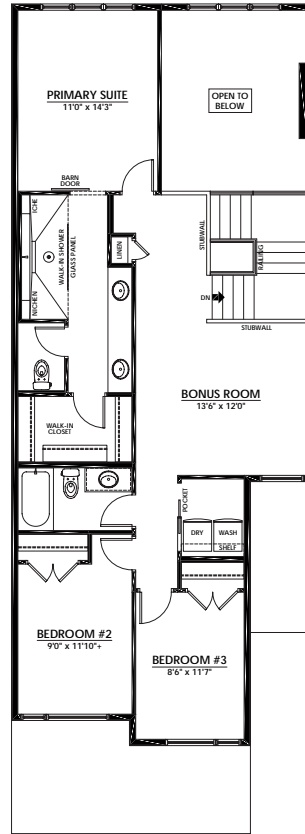 PRIMARY SUITE
11'0" x 14'3"
OPEN TO
BELOW
BARN
DOOR
NICHE
WALK-IN SHOWER
GLASS PANEL
NICHE
LINEN
STUBWALL
RAILING
DN
STUBWALL
BONUS ROOM
13'6" x 12'0"
WALK-IN
CLOSET
POCKET
DRY
WASH
SHELF
BEDROOM #2
9'0" x 11'10"+
BEDROOM #3
8'6" x 11'7"